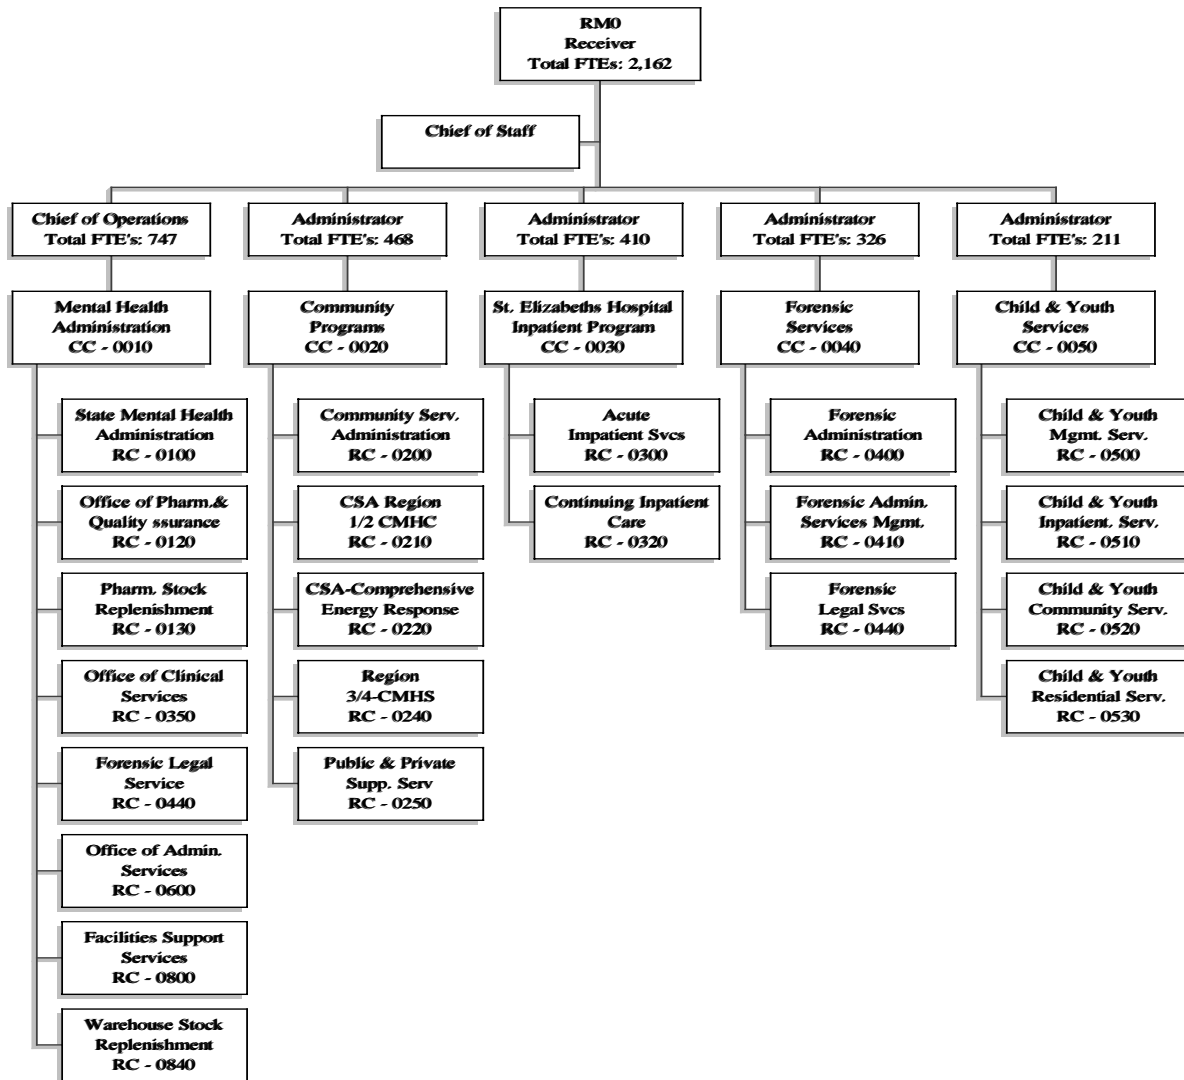 RM0
Receiver
Total FTEs: 2,162
Chief of Staff
Chief of Operations
Total FTE's: 747
Administrator
Total FTE's: 468
Administrator
Total FTE's: 410
Administrator
Total FTE's: 326
Administrator
Total FTE's: 211
Mental Health
Administration
CC - 0010
Community
Programs
CC - 0020
St. Elizabeths Hospital
Inpatient Program
CC - 0030
Forensic
Services
CC - 0040
Child & Youth
Services
CC - 0050
State Mental Health
Administration
RC - 0100
Office of Pharm.&
Quality ssurance
RC - 0120
Pharm. Stock
Replenishment
RC - 0130
Office of Clinical
Services
RC - 0350
Forensic Legal
Service
RC - 0440
Office of Admin.
Services
RC - 0600
Facilities Support
Services
RC - 0800
Warehouse Stock
Replenishment
RC - 0840
Community Serv.
Administration
RC - 0200
CSA Region
1/2 CMHC
RC - 0210
CSA-Comprehensive
Energy Response
RC - 0220
Region
3/4-CMHS
RC - 0240
Public & Private
Supp. Serv
RC - 0250
Acute
Impatient Svcs
RC - 0300
Continuing Inpatient
Care
RC - 0320
Forensic
Administration
RC - 0400
Forensic Admin.
Services Mgmt.
RC - 0410
Forensic
Legal Svcs
RC - 0440
Child & Youth
Mgmt. Serv.
RC - 0500
Child & Youth
Inpatient. Serv.
RC - 0510
Child & Youth
Community Serv.
RC - 0520
Child & Youth
Residential Serv.
RC - 0530